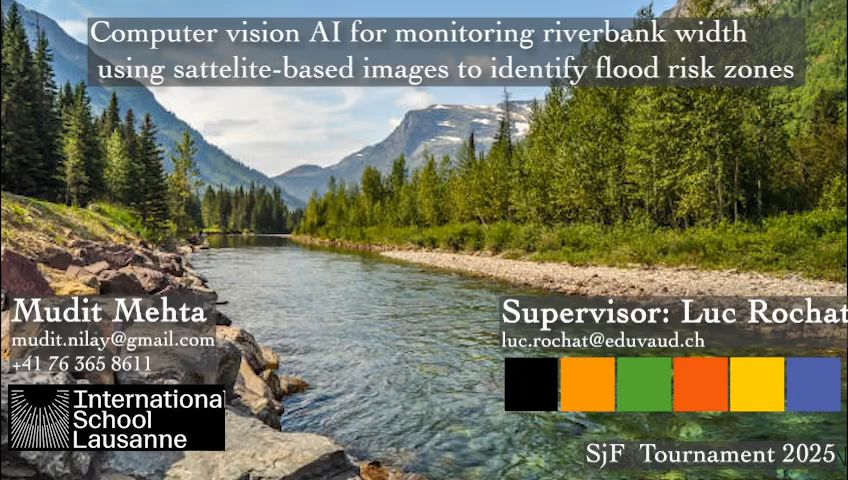 Computer vision AI for monitoring riverbank width
using sattelite-based images to identify flood risk zones
Mudit Mehta
mudit.nilay@gmail.com
+41 76 365 8611
International
School
Lausanne
Supervisor: Luc Rochat
luc.rochat@eduvaud.ch
SjF Tournament 2025